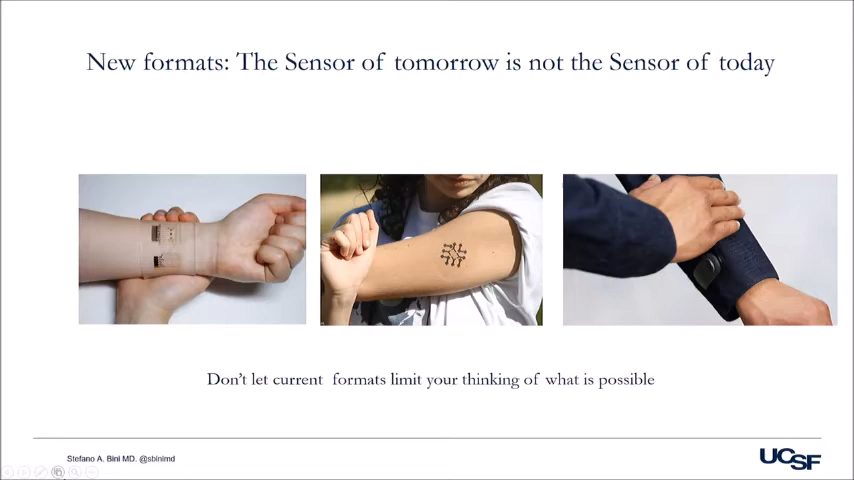 New formats: The Sensor of tomorrow is not the Sensor of today
Don't let current formats limit your thinking of what is possible
Stefano A. Bini MD. @sbinimd
UCSF